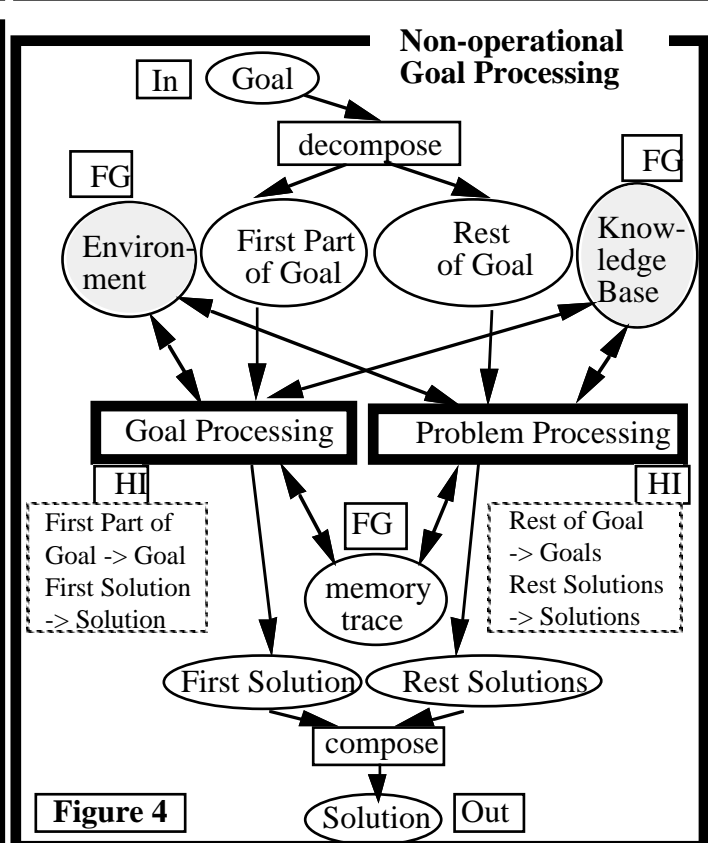 Non-operational
Goal Processing
In
Goal
decompose
FG
FG
Environ-
ment
First Part
of Goal
Rest
of Goal
Know-
ledge
Base
Goal Processing
Problem Processing
HI
HI
First Part of
Goal -> Goal
First Solution
-> Solution
FG
memory
trace
Rest of Goal
-> Goals
Rest Solutions
-> Solutions
First Solution
Rest Solutions
compose
Figure 4
Solution
Out